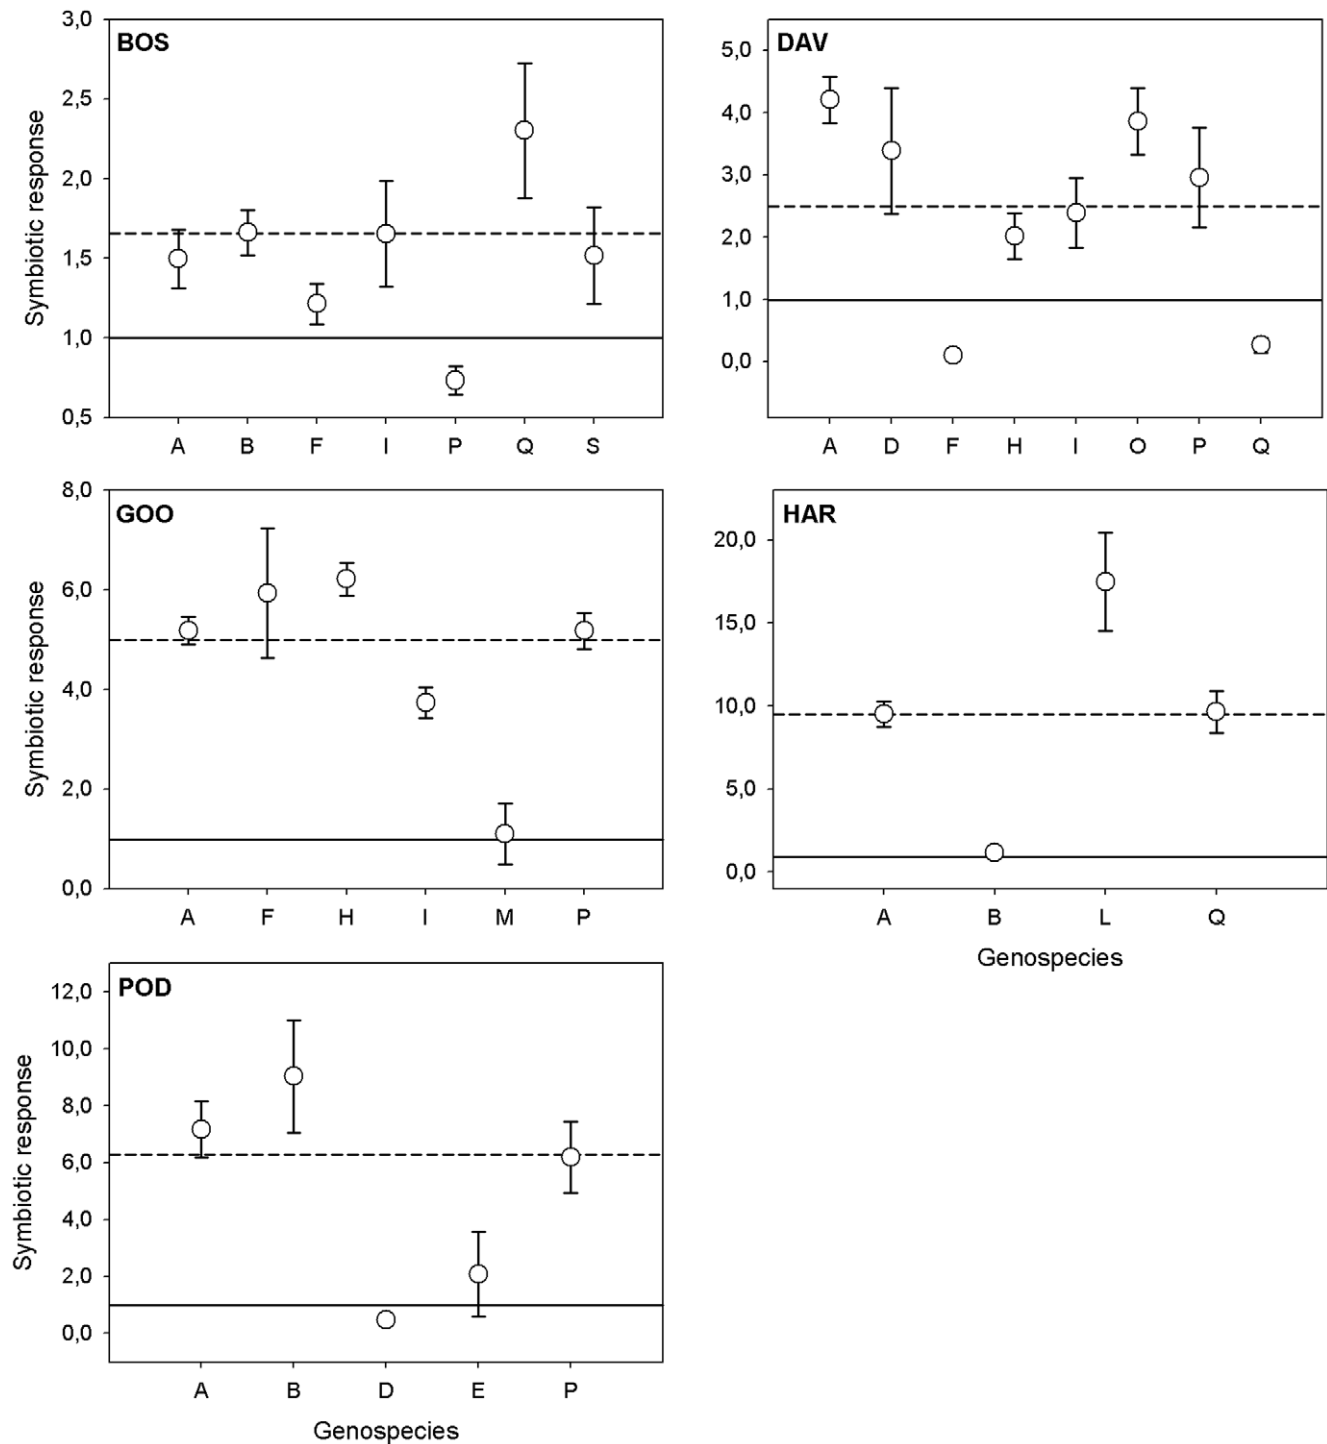 BOS
Symbiotic response
3,0
2,5
2,0
1,5
1,0
0,5
A B F I P Q S
DAV
5,0
4,0
3,0
2,0
1,0
0,0
A D F H I O P Q
GOO
Symbiotic response
8,0
6,0
4,0
2,0
0,0
A F H I M P
HAR
20,0
15,0
10,0
5,0
0,0
A B L Q
Genospecies
POD
Symbiotic response
12,0
10,0
8,0
6,0
4,0
2,0
0,0
A B D E P
Genospecies